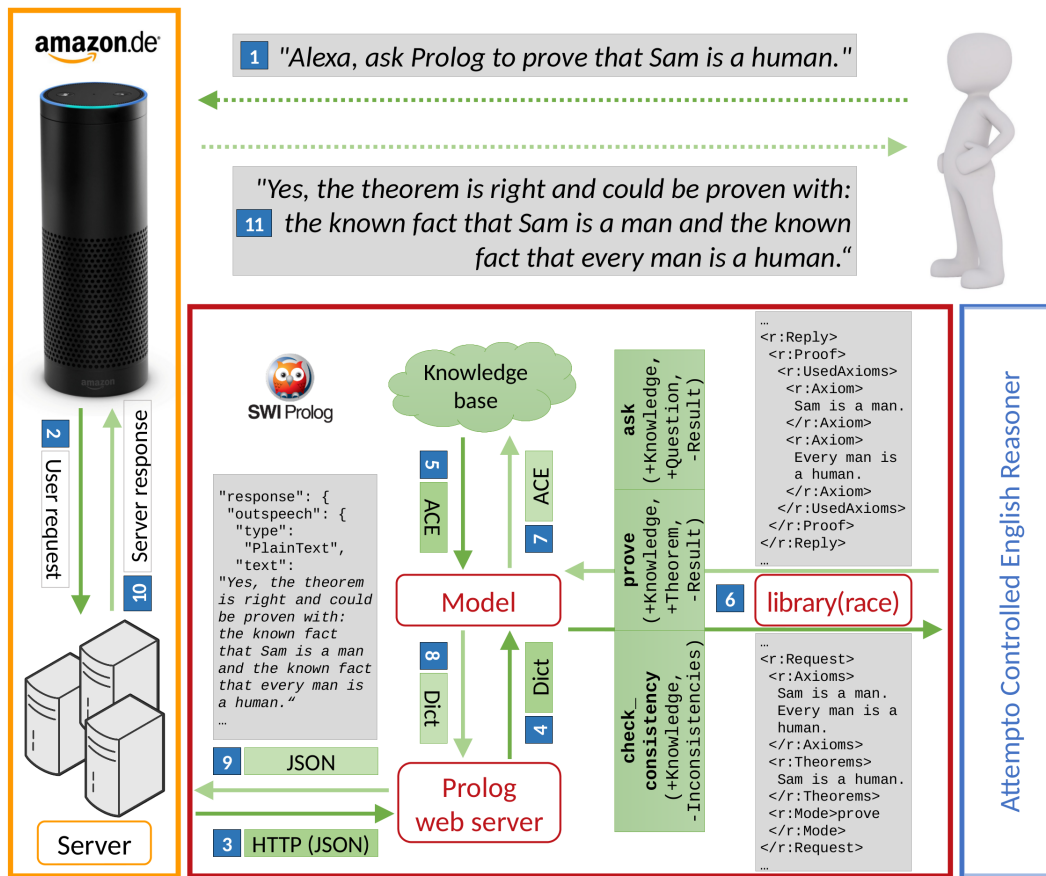 amazon.de
1 "Alexa, ask Prolog to prove that Sam is a human."
"Yes, the theorem is right and could be proven with:
11 the known fact that Sam is a man and the known
fact that every man is a human.“
amazon
2 User request
Server response 10
Server
SWI Prolog
Knowledge
base
"response": {
"outspeech": {
"type":
"PlainText",
"text":
"Yes, the theorem
is right and could
be proven with:
the known fact
that Sam is a man
and the known fact
that every man is
a human.“
…
9 JSON
3 HTTP (JSON)
5 ACE
ACE 7
Model
8 Dict
Dict 4
Prolog
web server
ask
(+Knowledge,
+Question,
-Result)
prove
(+Knowledge,
+Theorem,
-Result)
check_
consistency
(+Knowledge,
-Inconsistencies)
…
<r:Reply>
<r:Proof>
<r:UsedAxioms>
<r:Axiom>
Sam is a man.
</r:Axiom>
<r:Axiom>
Every man is
a human.
</r:Axiom>
</r:UsedAxioms>
</r:Proof>
</r:Reply>
…
6 library(race)
…
<r:Request>
<r:Axioms>
Sam is a man.
Every man is a
human.
</r:Axioms>
<r:Theorems>
Sam is a human.
</r:Theorems>
<r:Mode>prove
</r:Mode>
</r:Request>
…
Attempto Controlled English Reasoner